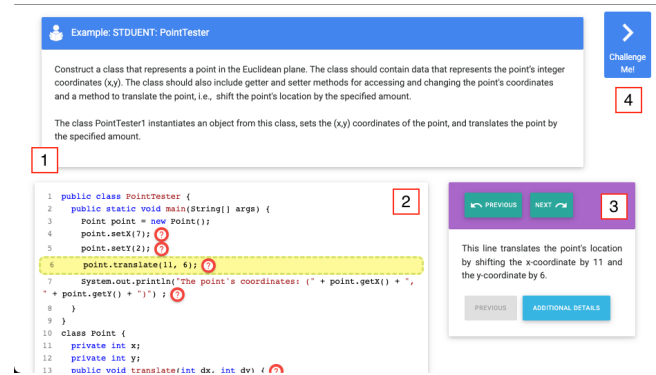 Example: STDUENT: PointTester
Challenge
Me!
4
Construct a class that represents a point in the Euclidean plane. The class should contain data that represents the point's integer
coordinates (x,y). The class should also include getter and setter methods for accessing and changing the point's coordinates
and a method to translate the point, i.e., shift the point's location by the specified amount.
The class PointTester1 instantiates an object from this class, sets the (x,y) coordinates of the point, and translates the point by
the specified amount.
1
2
1 public class PointTester {
2 public static void main(String[] args) {
3 Point point = new Point();
4 point.setX(7); ?
5 point.setY(2); ?
6 point.translate(11, 6); ?
7 System.out.println("The point's coordinates: (" + point.getX() + ",
" + point.getY() + ")") ; ?
8 }
9 }
10 class Point {
11 private int x;
12 private int y;
13 public void translate(int dx, int dy) { ?
PREVIOUS NEXT
3
This line translates the point's location
by shifting the x-coordinate by 11 and
the y-coordinate by 6.
PREVIOUS ADDITIONAL DETAILS